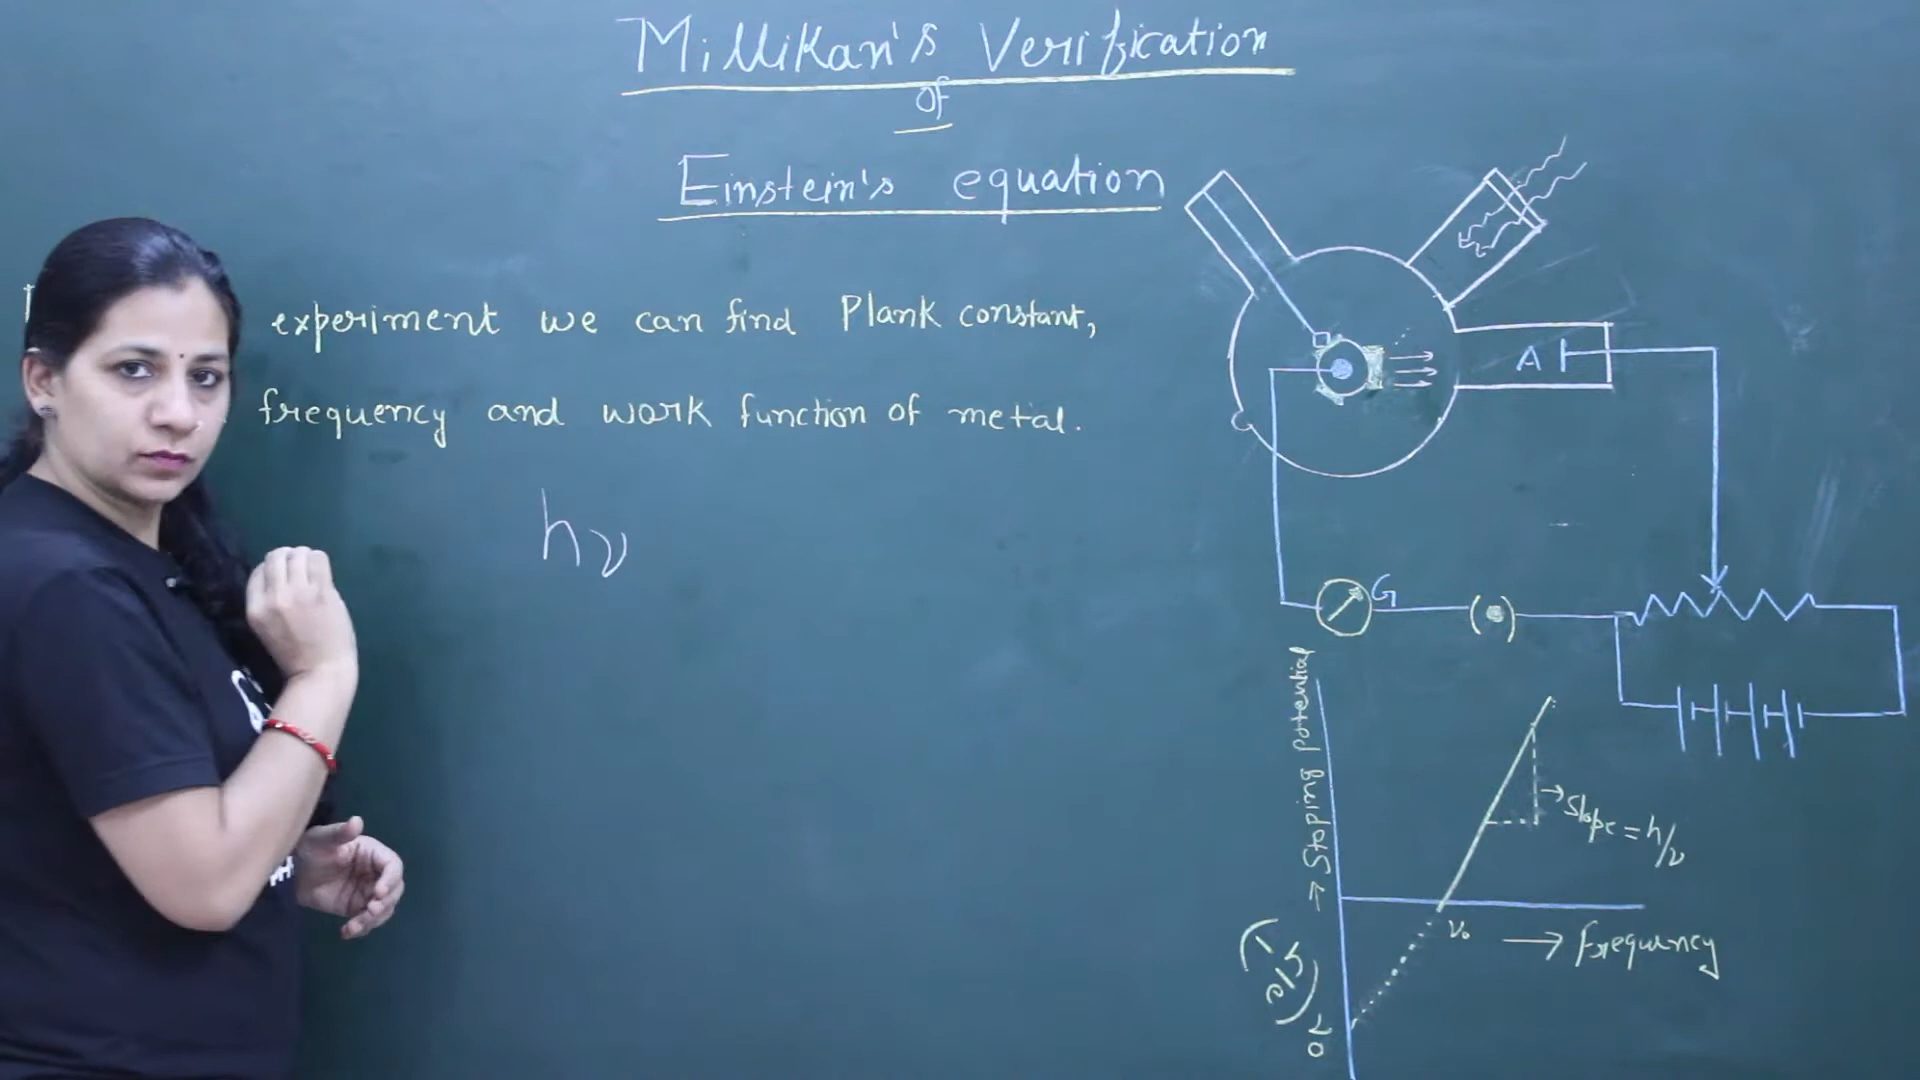 Millikan's Verification
of
Einstein's equation
experiment we can find Plank constant,
frequency and work function of metal.
hν
A
G
→ Stoping potential
→ Slope = h/ν
ν₀
→ Frequency